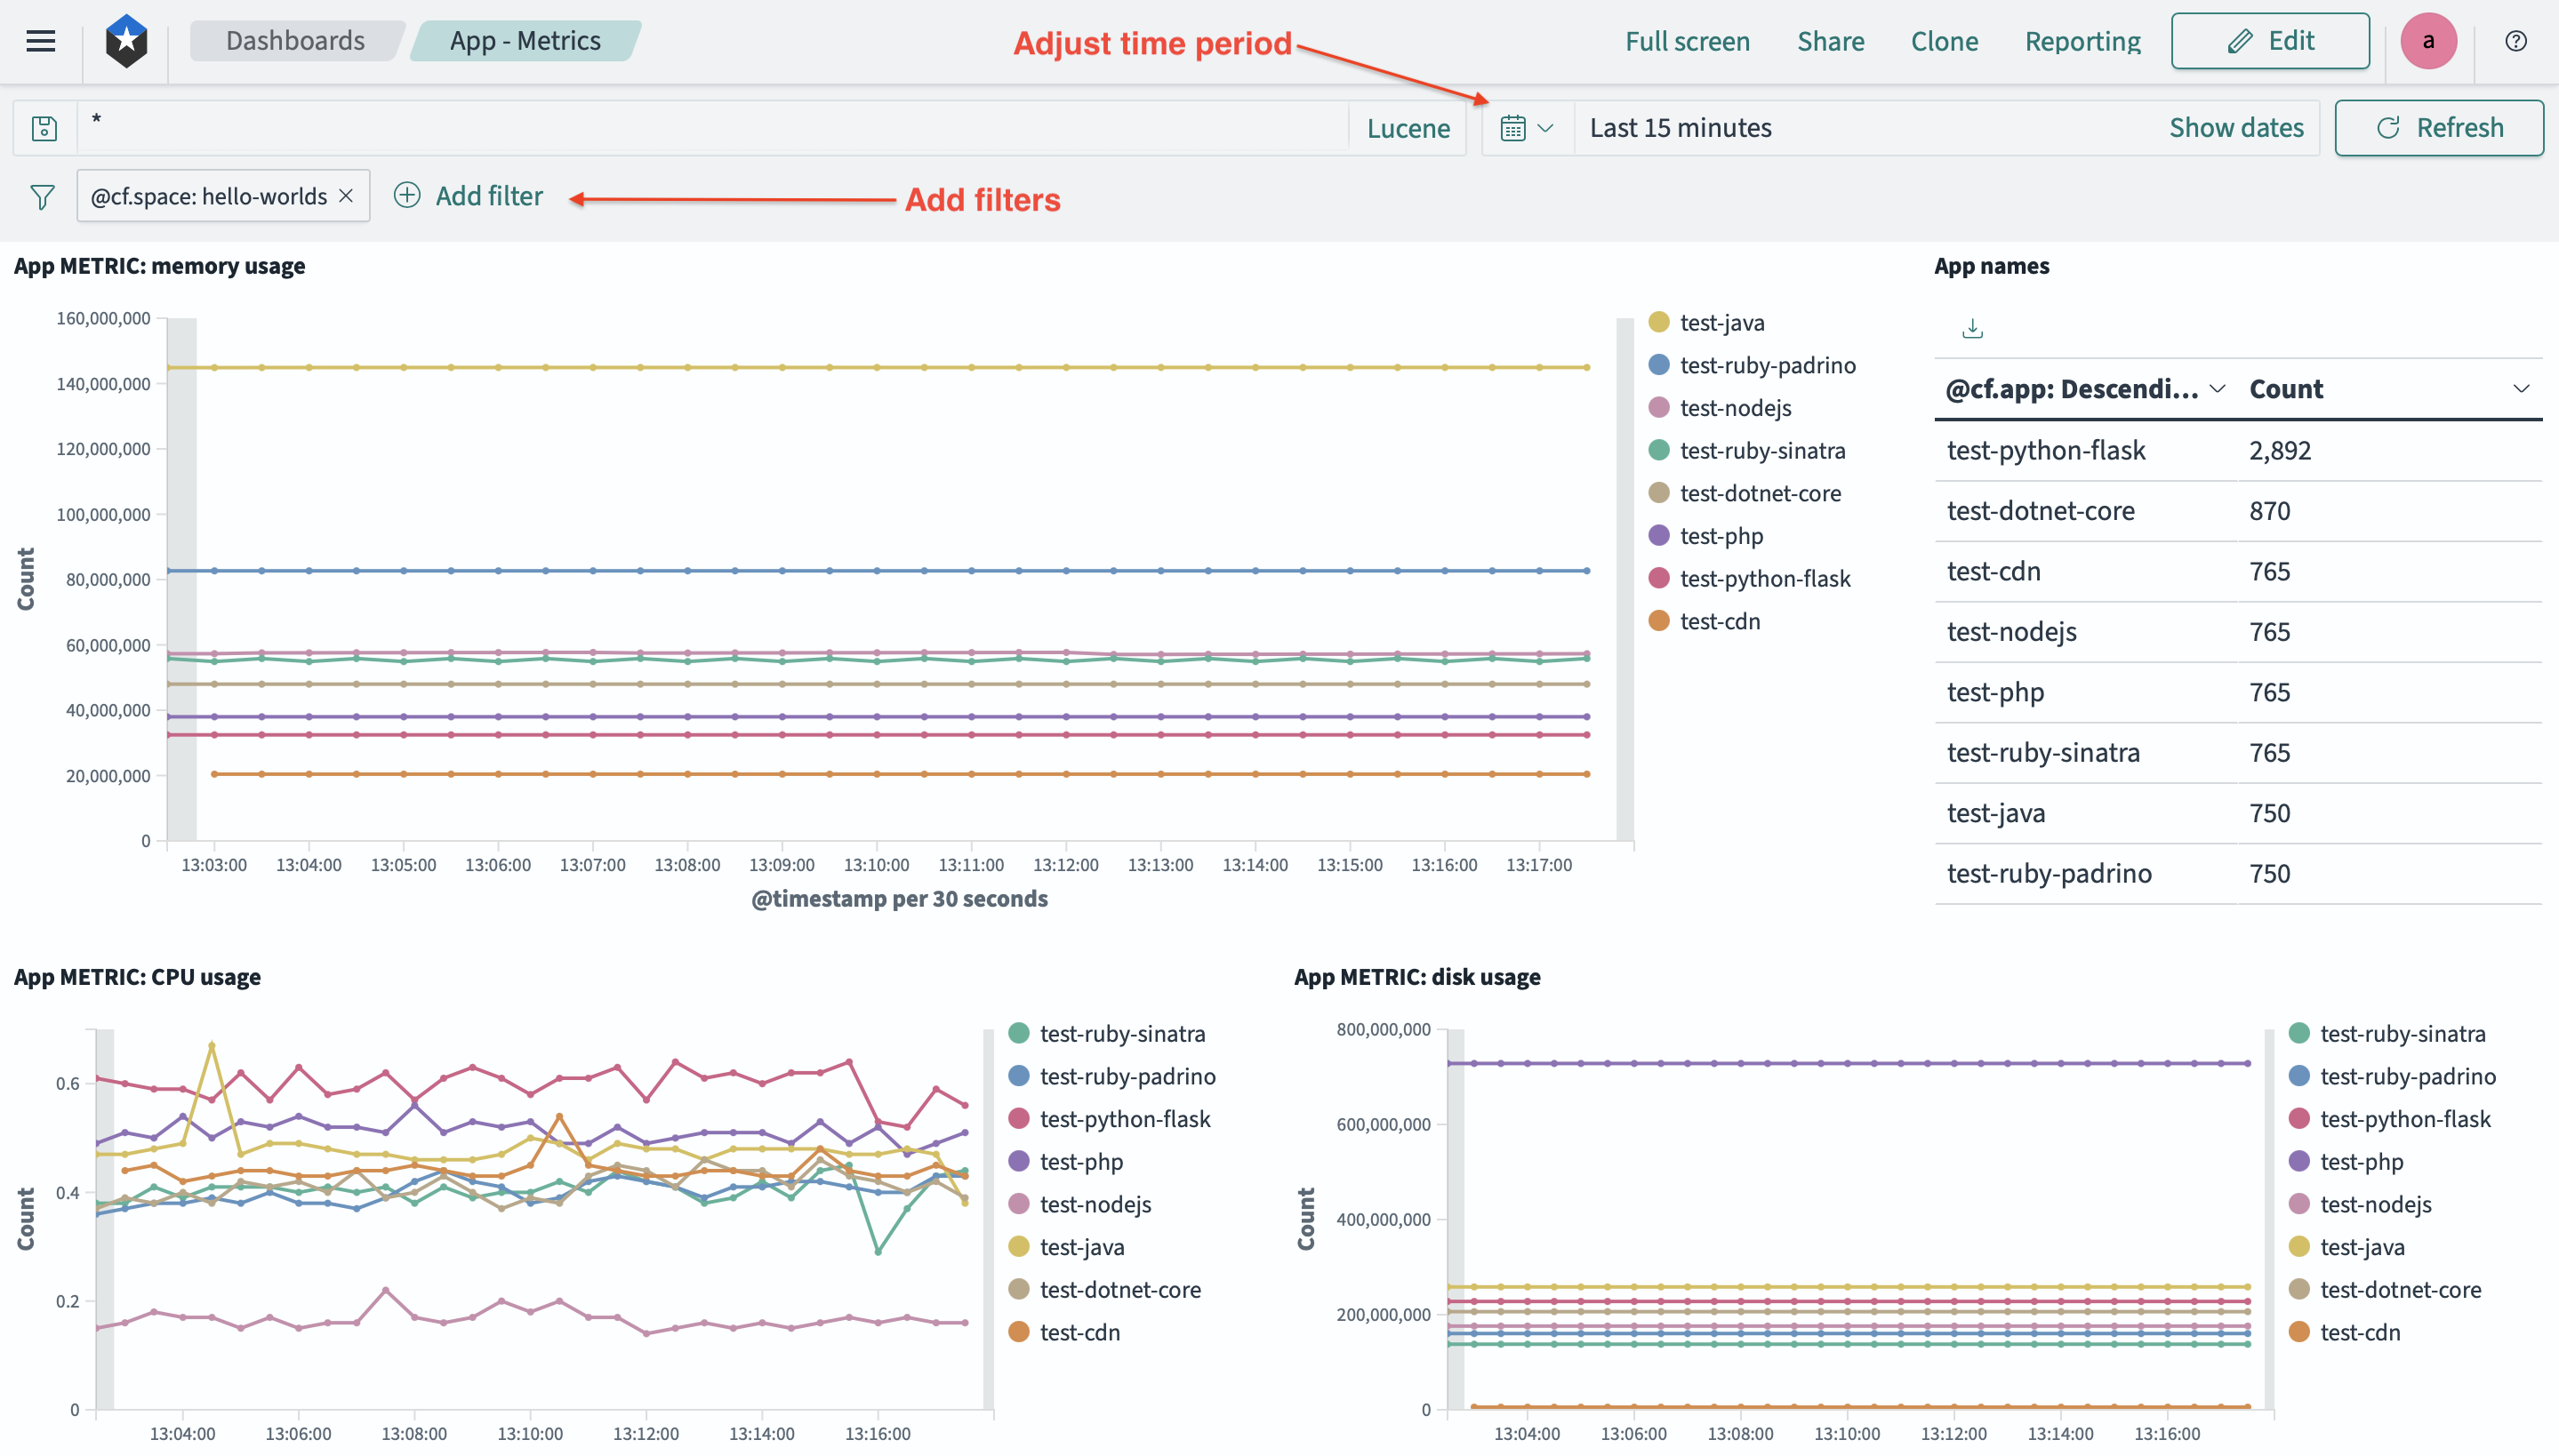 Dashboards
App - Metrics
Adjust time period
Full screen
Share
Clone
Reporting
Edit
a
*
Lucene
Last 15 minutes
Show dates
Refresh
@cf.space: hello-worlds
Add filter
Add filters
App METRIC: memory usage
160,000,000
140,000,000
120,000,000
100,000,000
80,000,000
60,000,000
40,000,000
20,000,000
0
Count
13:03:00 13:04:00 13:05:00 13:06:00 13:07:00 13:08:00 13:09:00 13:10:00 13:11:00 13:12:00 13:13:00 13:14:00 13:15:00 13:16:00 13:17:00
@timestamp per 30 seconds
test-java
test-ruby-padrino
test-nodejs
test-ruby-sinatra
test-dotnet-core
test-php
test-python-flask
test-cdn
App names
@cf.app: Descendi... Count
test-python-flask 2,892
test-dotnet-core 870
test-cdn 765
test-nodejs 765
test-php 765
test-ruby-sinatra 765
test-java 750
test-ruby-padrino 750
App METRIC: CPU usage
0.6
0.4
0.2
0
Count
13:04:00 13:06:00 13:08:00 13:10:00 13:12:00 13:14:00 13:16:00
test-ruby-sinatra
test-ruby-padrino
test-python-flask
test-php
test-nodejs
test-java
test-dotnet-core
test-cdn
App METRIC: disk usage
800,000,000
600,000,000
400,000,000
200,000,000
0
Count
13:04:00 13:06:00 13:08:00 13:10:00 13:12:00 13:14:00 13:16:00
test-ruby-sinatra
test-ruby-padrino
test-python-flask
test-php
test-nodejs
test-java
test-dotnet-core
test-cdn